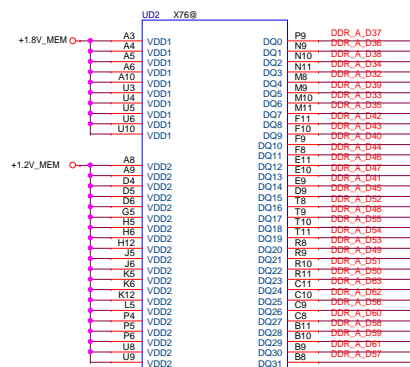 UD2 X76@
+1.8V_MEM A3 VDD1 DQ0 P9 DDR_A_D37
A4 VDD1 DQ1 N9 DDR_A_D36
A5 VDD1 DQ2 N10 DDR_A_D38
A6 VDD1 DQ3 N11 DDR_A_D34
A10 VDD1 DQ4 M8 DDR_A_D32
U3 VDD1 DQ5 M9 DDR_A_D39
U4 VDD1 DQ6 M10 DDR_A_D33
U5 VDD1 DQ7 M11 DDR_A_D35
U6 VDD1 DQ8 F11 DDR_A_D42
U10 VDD1 DQ9 F10 DDR_A_D43
DQ10 F9 DDR_A_D40
DQ11 F8 DDR_A_D44
+1.2V_MEM A8 VDD2 DQ12 E11 DDR_A_D46
A9 VDD2 DQ13 E10 DDR_A_D47
D4 VDD2 DQ14 E9 DDR_A_D41
D5 VDD2 DQ15 D9 DDR_A_D45
D6 VDD2 DQ16 T8 DDR_A_D52
G5 VDD2 DQ17 T9 DDR_A_D48
H5 VDD2 DQ18 T10 DDR_A_D55
H6 VDD2 DQ19 T11 DDR_A_D54
H12 VDD2 DQ20 R8 DDR_A_D53
J5 VDD2 DQ21 R9 DDR_A_D49
J6 VDD2 DQ22 R10 DDR_A_D51
K5 VDD2 DQ23 R11 DDR_A_D50
K6 VDD2 DQ24 C11 DDR_A_D63
K12 VDD2 DQ25 C10 DDR_A_D62
L5 VDD2 DQ26 C9 DDR_A_D56
P4 VDD2 DQ27 C8 DDR_A_D60
P5 VDD2 DQ28 B11 DDR_A_D58
P6 VDD2 DQ29 B10 DDR_A_D59
U8 VDD2 DQ30 B9 DDR_A_D61
U9 VDD2 DQ31 B8 DDR_A_D57